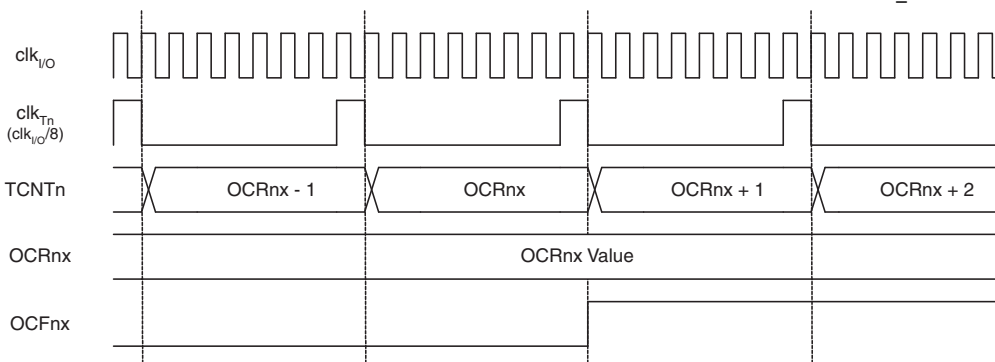 clkI/O
clkTn
(clkI/O/8)
TCNTn OCRnx - 1 OCRnx OCRnx + 1 OCRnx + 2
OCRnx OCRnx Value
OCFnx